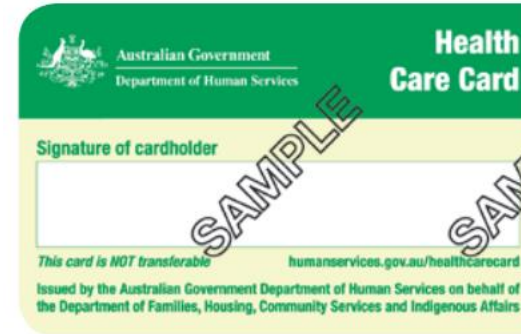 Australian Government
Department of Human Services
Health
Care Card
Signature of cardholder
SAMPLE
This card is NOT transferable
humanservices.gov.au/healthcarecard
Issued by the Australian Government Department of Human Services on behalf of
the Department of Families, Housing, Community Services and Indigenous Affairs